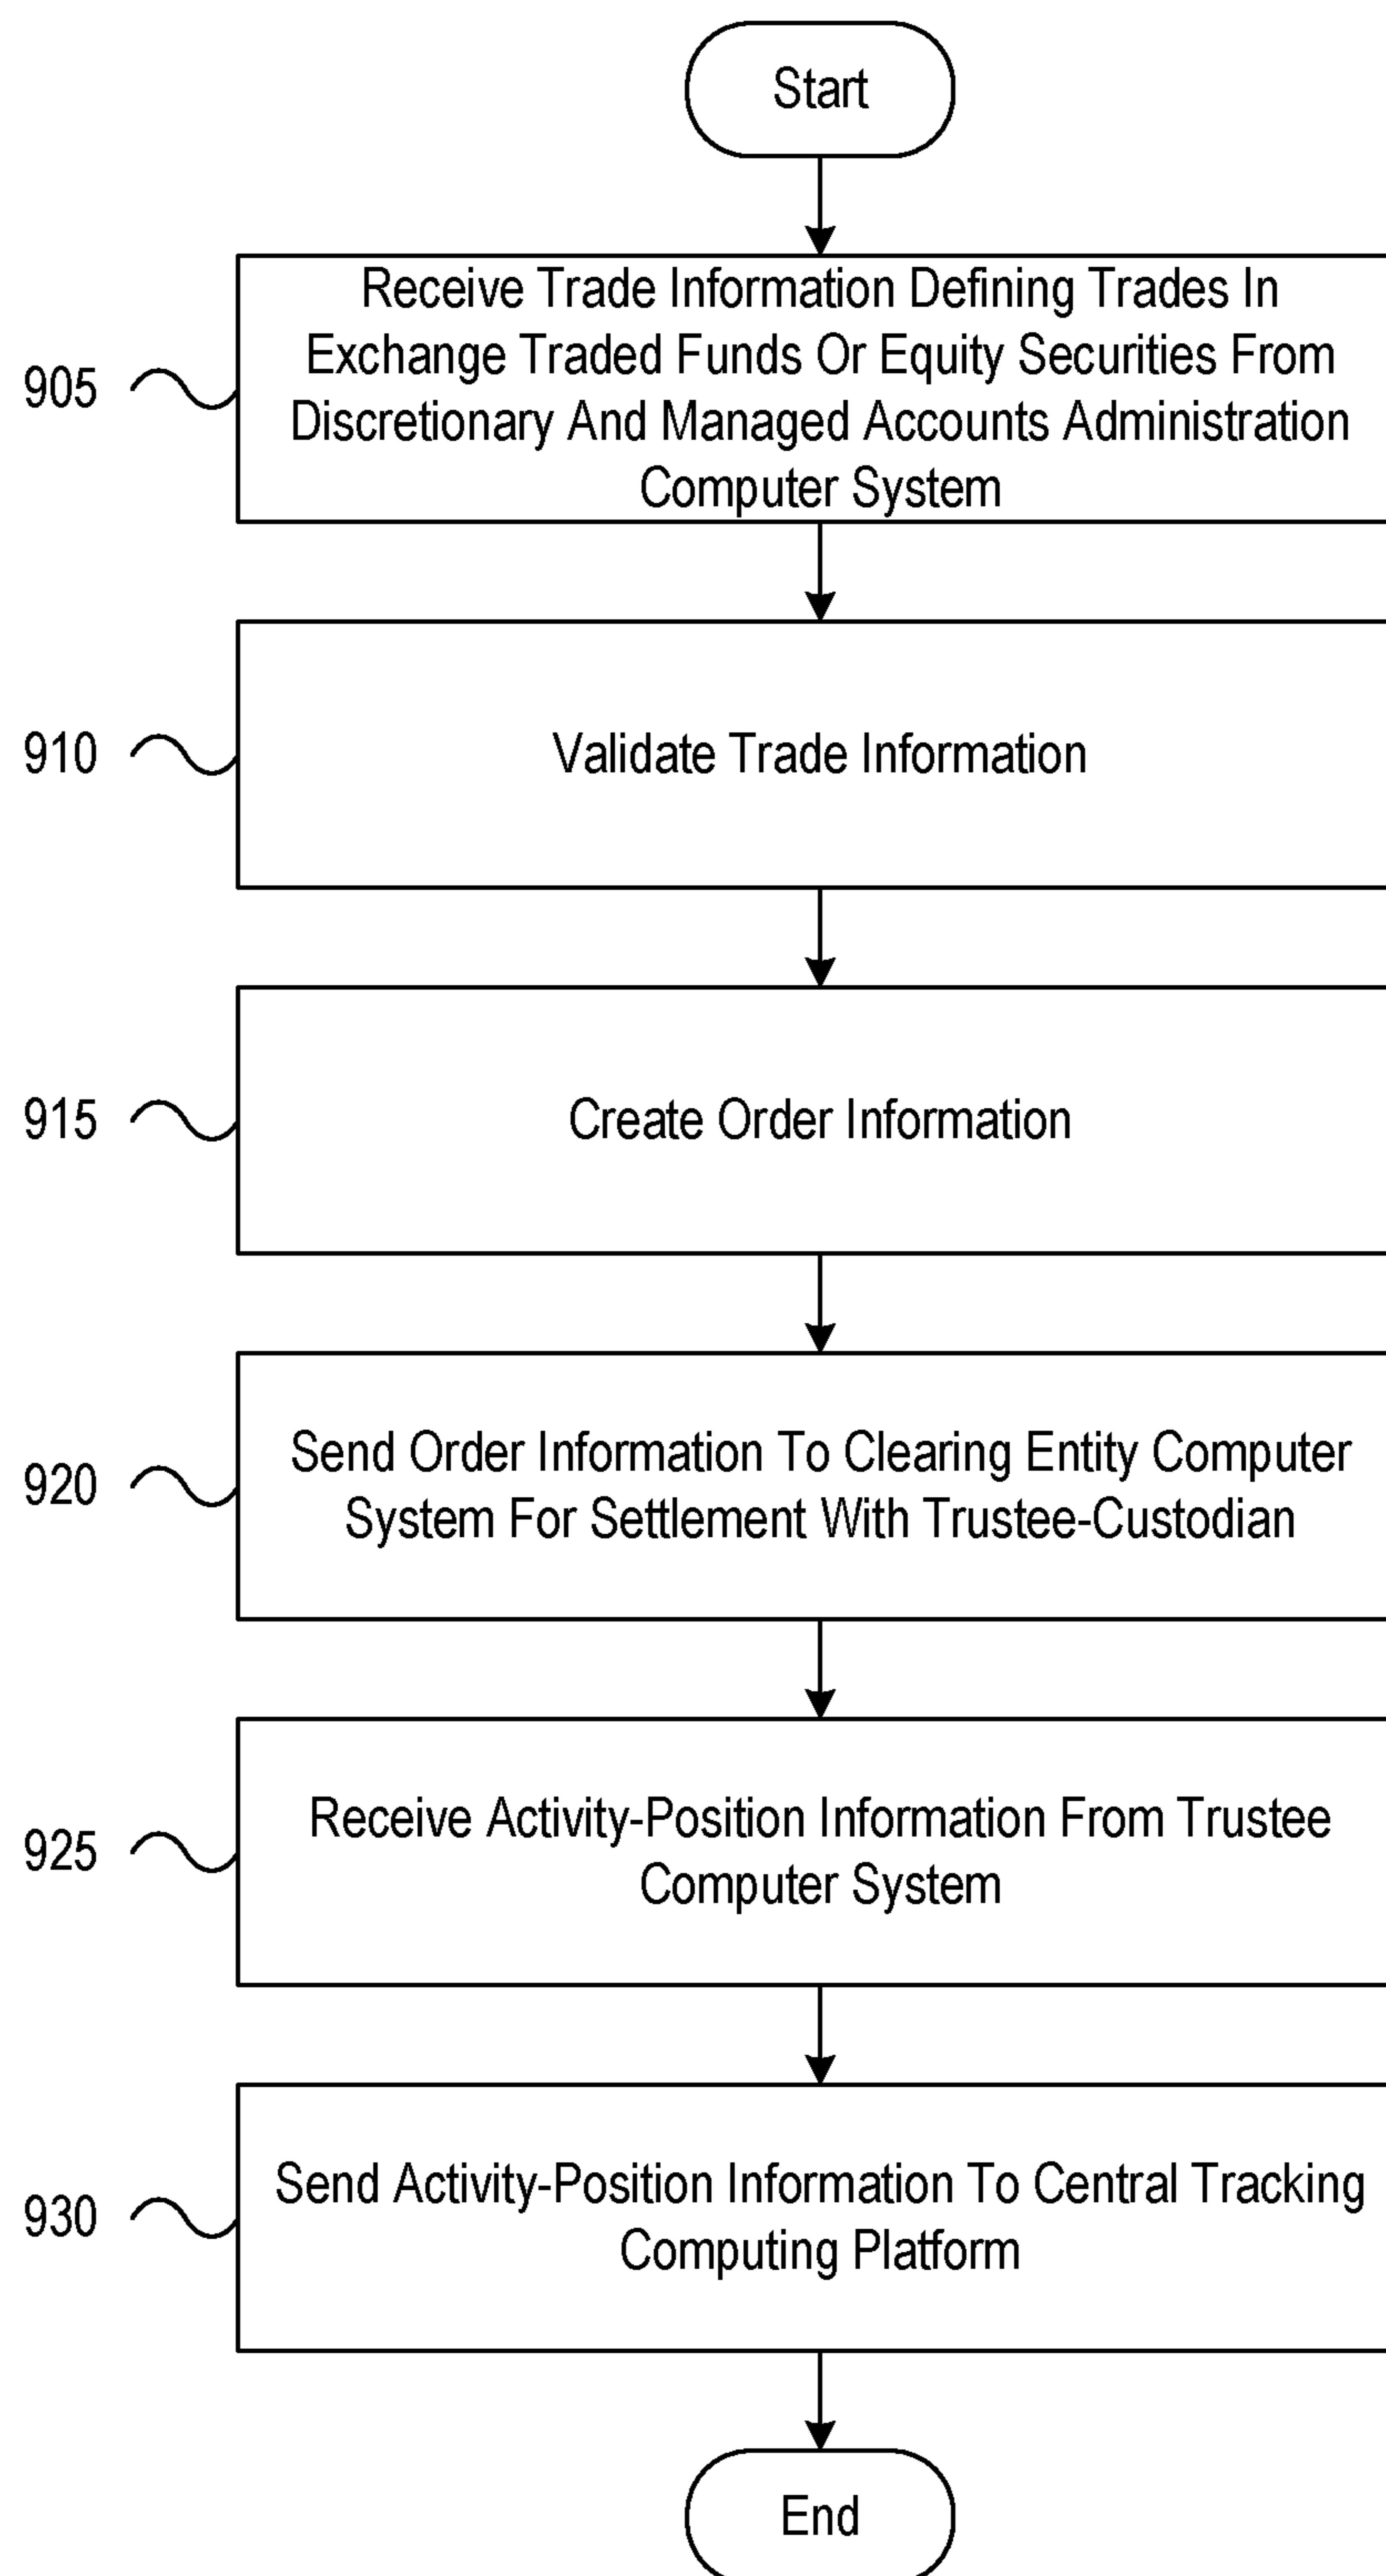 Start
905
Receive Trade Information Defining Trades In
Exchange Traded Funds Or Equity Securities From
Discretionary And Managed Accounts Administration
Computer System
910
Validate Trade Information
915
Create Order Information
920
Send Order Information To Clearing Entity Computer
System For Settlement With Trustee-Custodian
925
Receive Activity-Position Information From Trustee
Computer System
930
Send Activity-Position Information To Central Tracking
Computing Platform
End